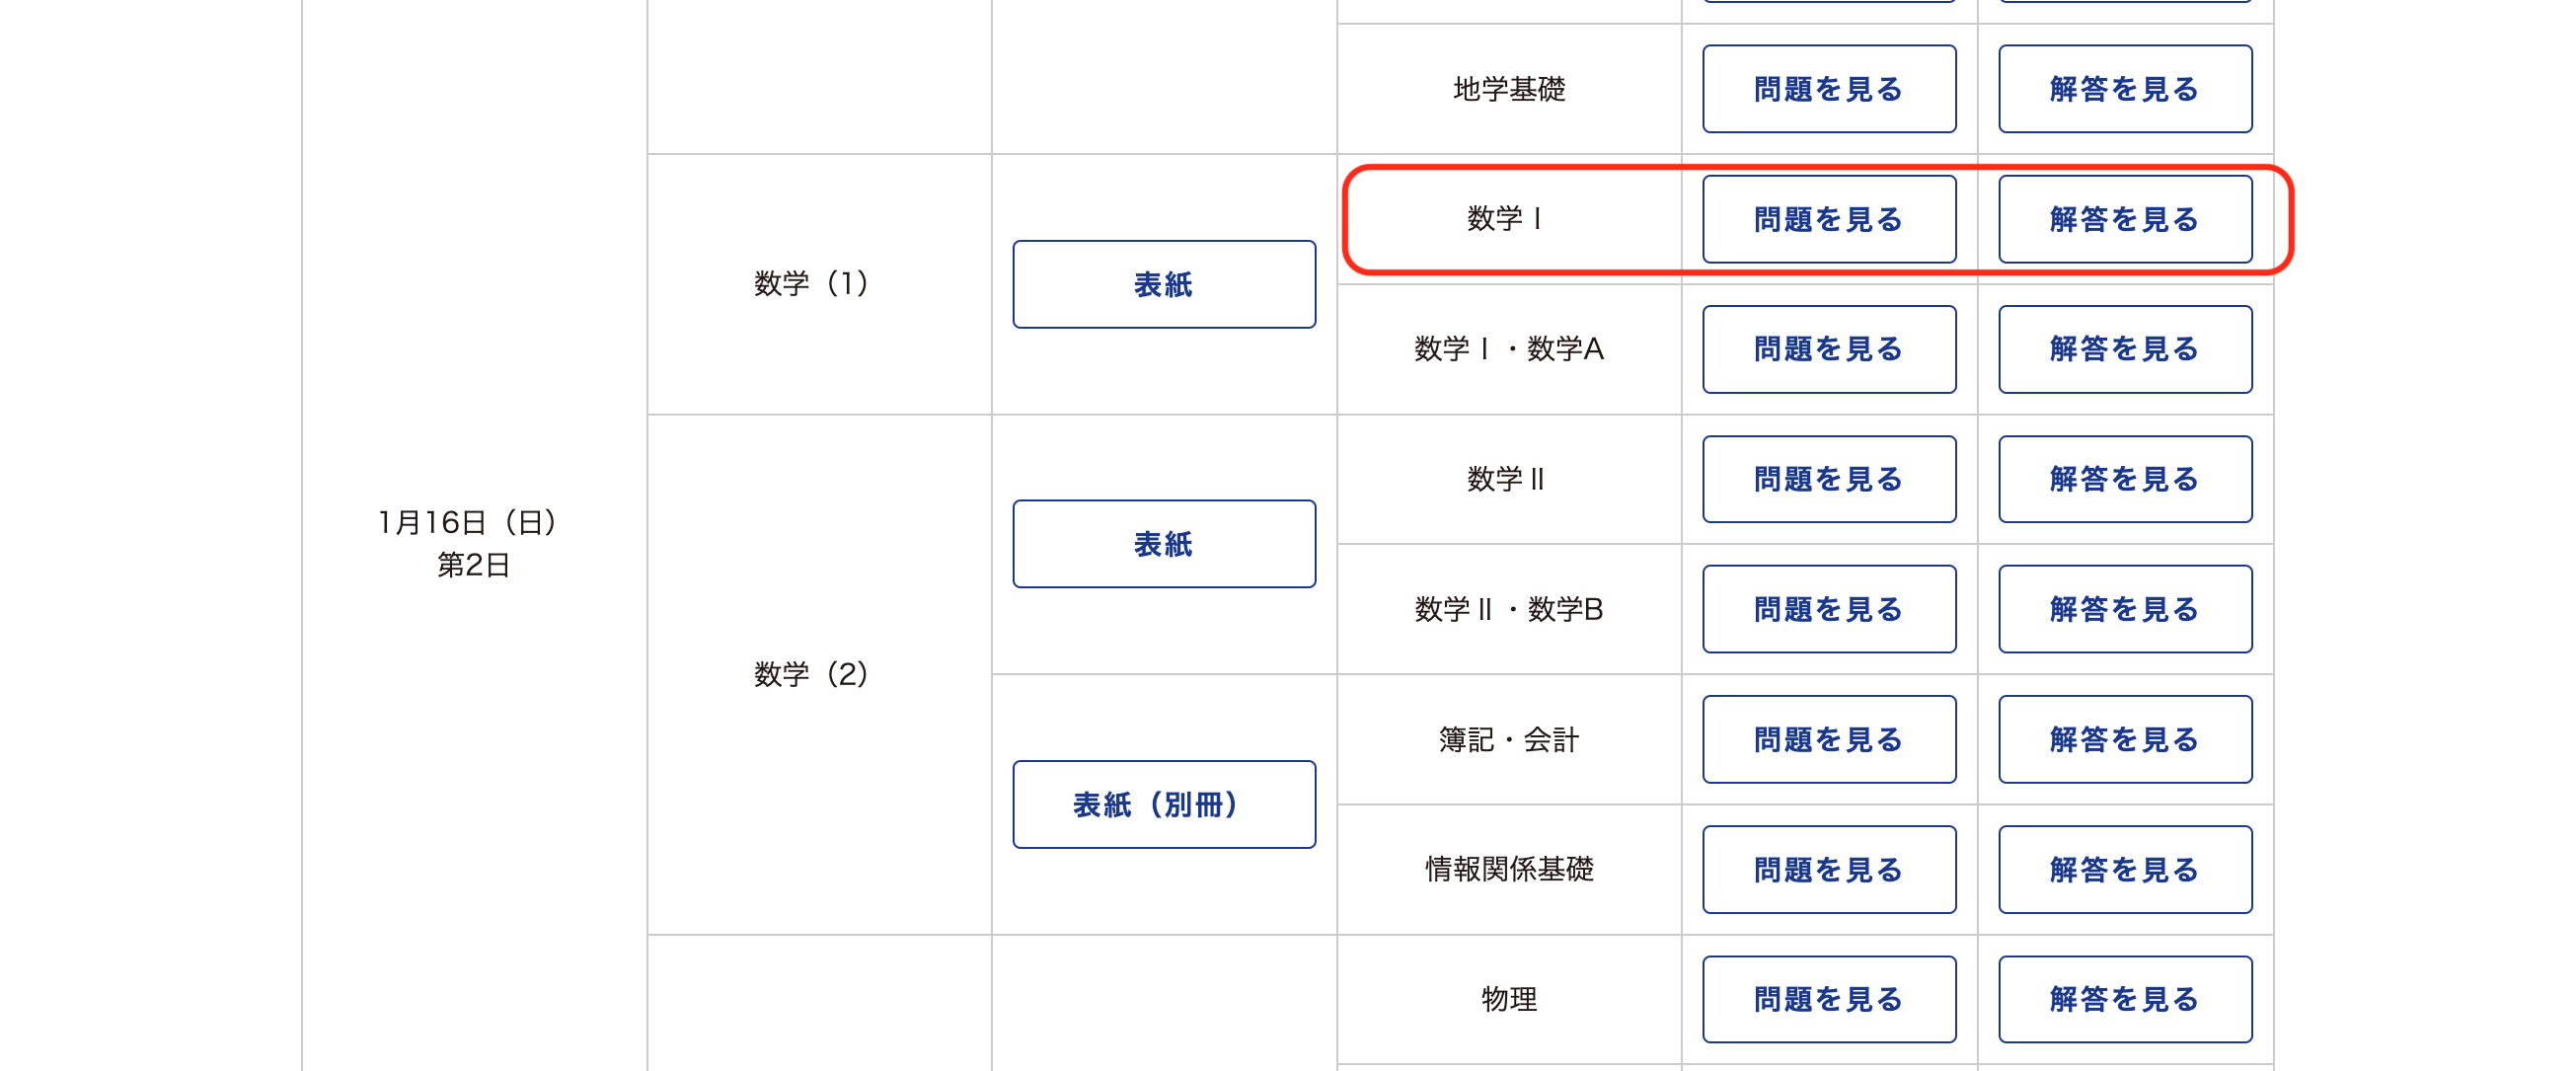 地学基礎 問題を見る 解答を見る
数学Ⅰ 問題を見る 解答を見る
数学（1） 表紙
数学Ⅰ・数学A 問題を見る 解答を見る
数学Ⅱ 問題を見る 解答を見る
1月16日（日）
第2日
表紙
数学Ⅱ・数学B 問題を見る 解答を見る
数学（2）
簿記・会計 問題を見る 解答を見る
表紙（別冊）
情報関係基礎 問題を見る 解答を見る
物理 問題を見る 解答を見る